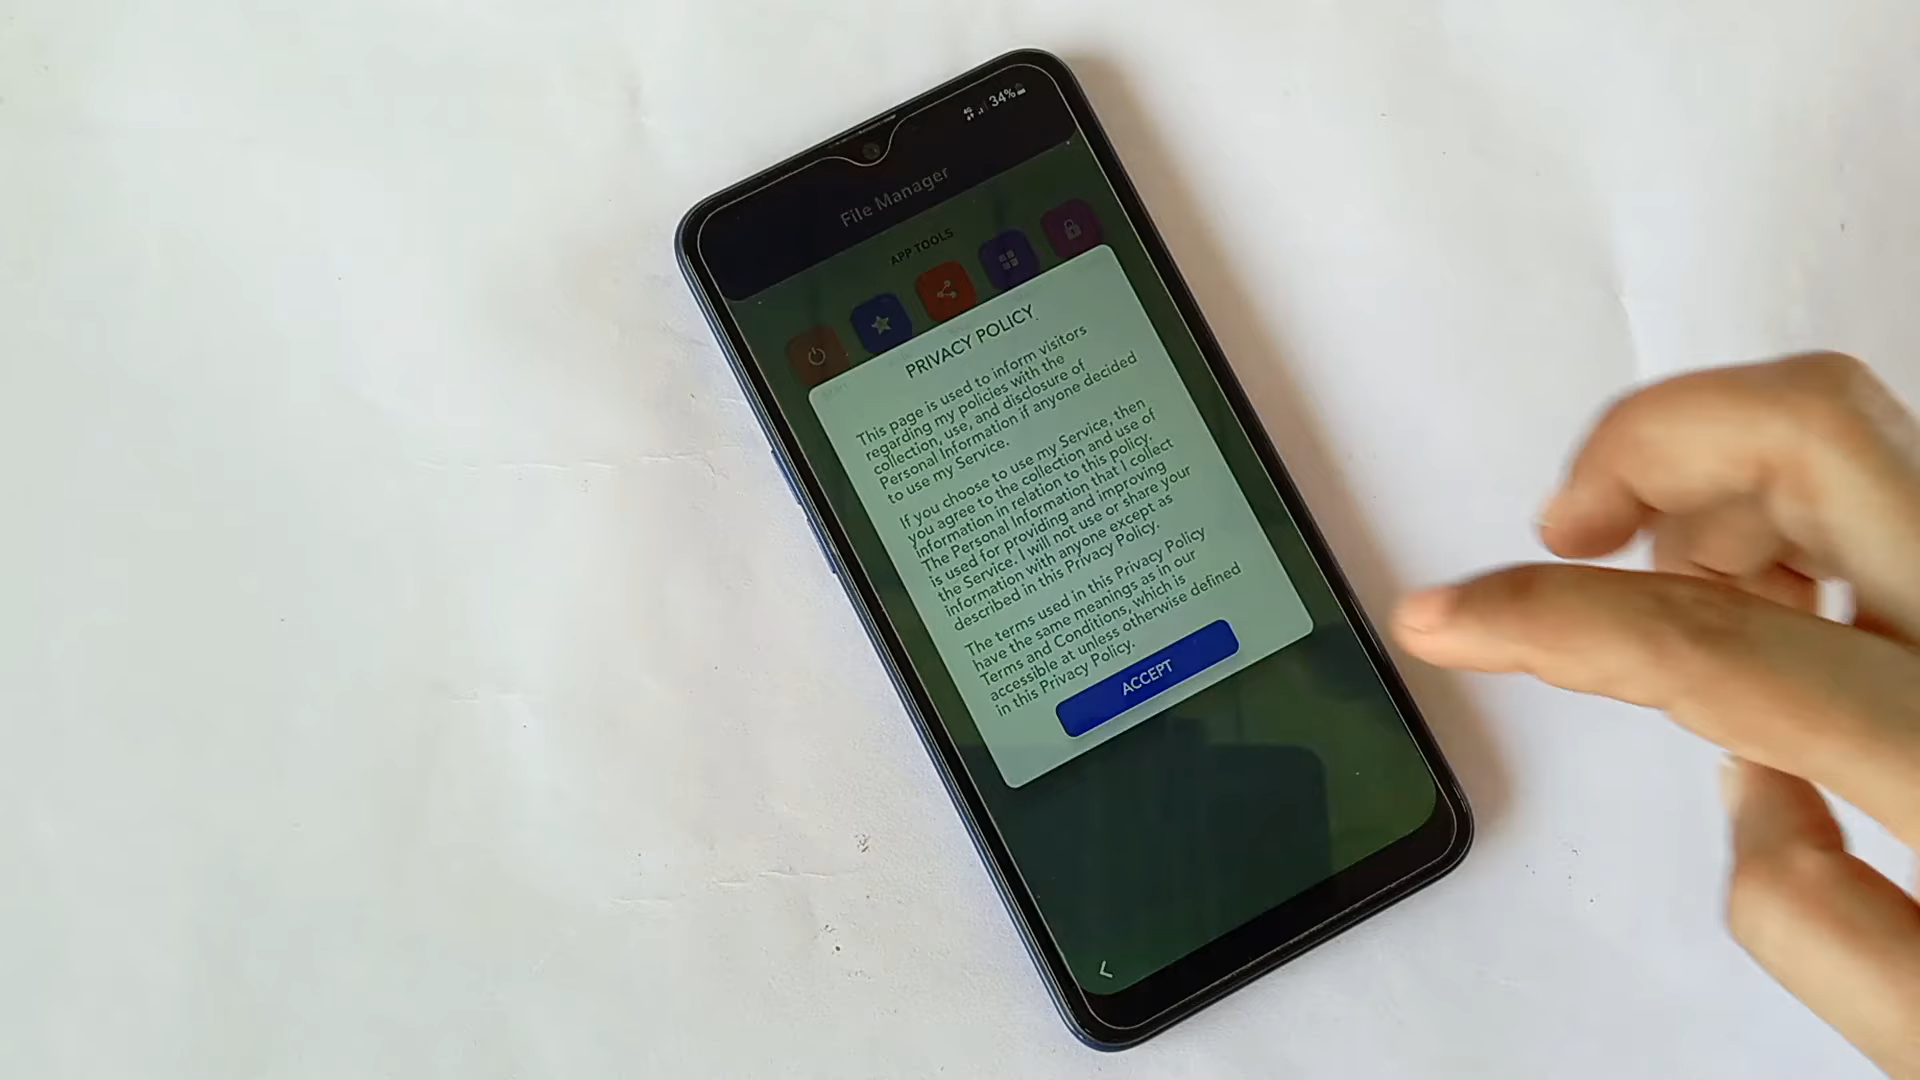 34%
File Manager
APP TOOLS
PRIVACY POLICY
This page is used to inform visitors
regarding my policies with the
collection, use, and disclosure of
Personal Information if anyone decided
to use my Service.
If you choose to use my Service, then
you agree to the collection and use of
information in relation to this policy.
The Personal Information that I collect
is used for providing and improving
the Service. I will not use or share your
information with anyone except as
described in this Privacy Policy.
The terms used in this Privacy Policy
have the same meanings as in our
Terms and Conditions, which is
accessible at unless otherwise defined
in this Privacy Policy.
ACCEPT